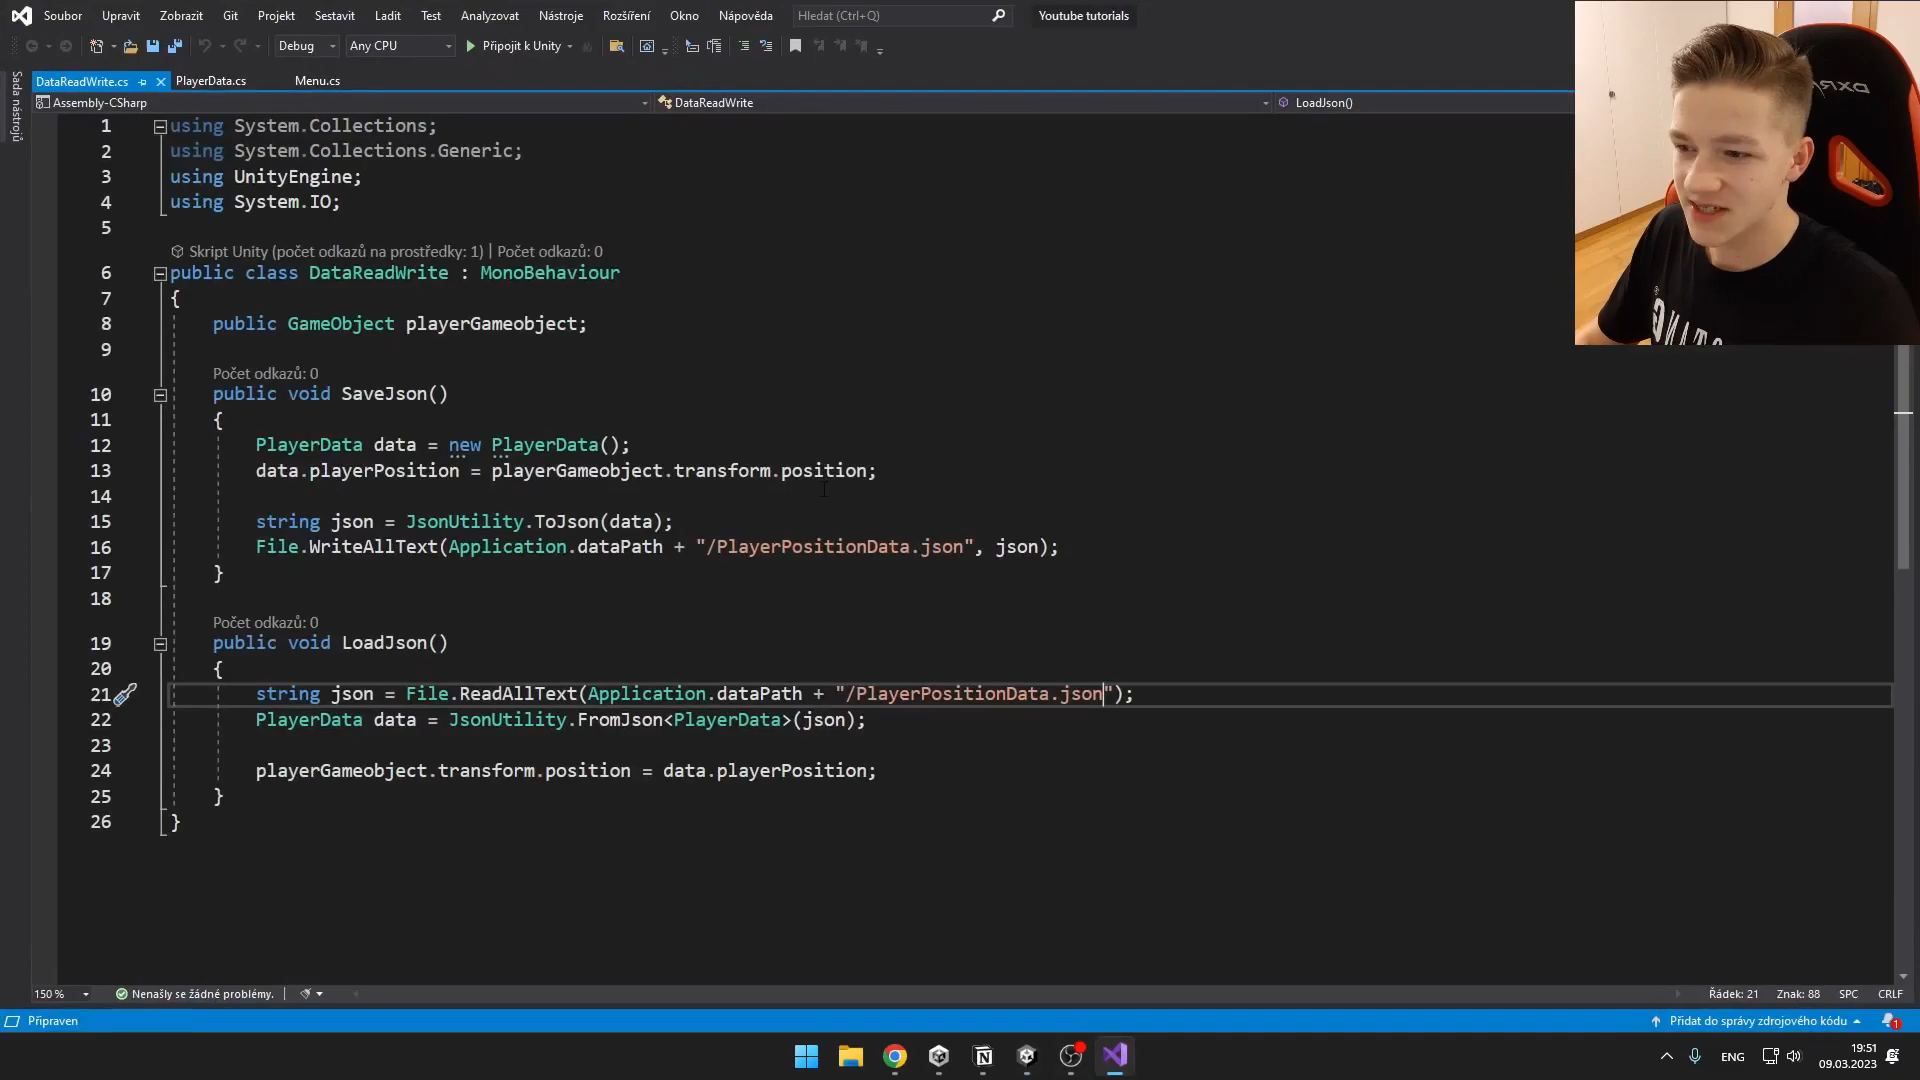 Soubor Upravit Zobrazit Git Projekt Sestavit Ladit Test Analyzovat Nástroje Rozšíření Okno Nápověda Hledat (Ctrl+Q) Youtube tutorials
Debug Any CPU Připojit k Unity
Sada nástrojů
DataReadWrite.cs PlayerData.cs Menu.cs
Assembly-CSharp DataReadWrite LoadJson()
1 using System.Collections;
2 using System.Collections.Generic;
3 using UnityEngine;
4 using System.IO;
5
Skript Unity (počet odkazů na prostředky: 1) | Počet odkazů: 0
6 public class DataReadWrite : MonoBehaviour
7 {
8 public GameObject playerGameobject;
9
Počet odkazů: 0
10 public void SaveJson()
11 {
12 PlayerData data = new PlayerData();
13 data.playerPosition = playerGameobject.transform.position;
14
15 string json = JsonUtility.ToJson(data);
16 File.WriteAllText(Application.dataPath + "/PlayerPositionData.json", json);
17 }
18
Počet odkazů: 0
19 public void LoadJson()
20 {
21 string json = File.ReadAllText(Application.dataPath + "/PlayerPositionData.json");
22 PlayerData data = JsonUtility.FromJson<PlayerData>(json);
23
24 playerGameobject.transform.position = data.playerPosition;
25 }
26 }
150 % Nenašly se žádné problémy. Řádek: 21 Znak: 88 SPC CRLF
Připraven Přidat do správy zdrojového kódu 1
ENG 19:51
09.03.2023